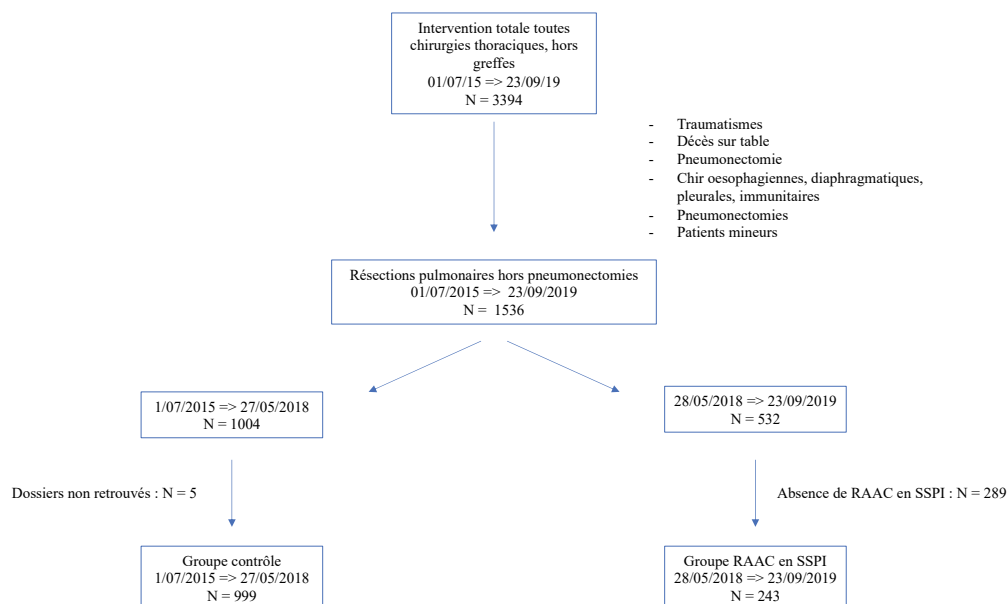 Intervention totale toutes
chirurgies thoraciques, hors
greffes
01/07/15 => 23/09/19
N = 3394
- Traumatismes
- Décès sur table
- Pneumonectomie
- Chir oesophagiennes, diaphragmatiques,
pleurales, immunitaires
- Pneumonectomies
- Patients mineurs
Résections pulmonaires hors pneumonectomies
01/07/2015 => 23/09/2019
N = 1536
1/07/2015 => 27/05/2018
N = 1004
28/05/2018 => 23/09/2019
N = 532
Dossiers non retrouvés : N = 5
Absence de RAAC en SSPI : N = 289
Groupe contrôle
1/07/2015 => 27/05/2018
N = 999
Groupe RAAC en SSPI
28/05/2018 => 23/09/2019
N = 243